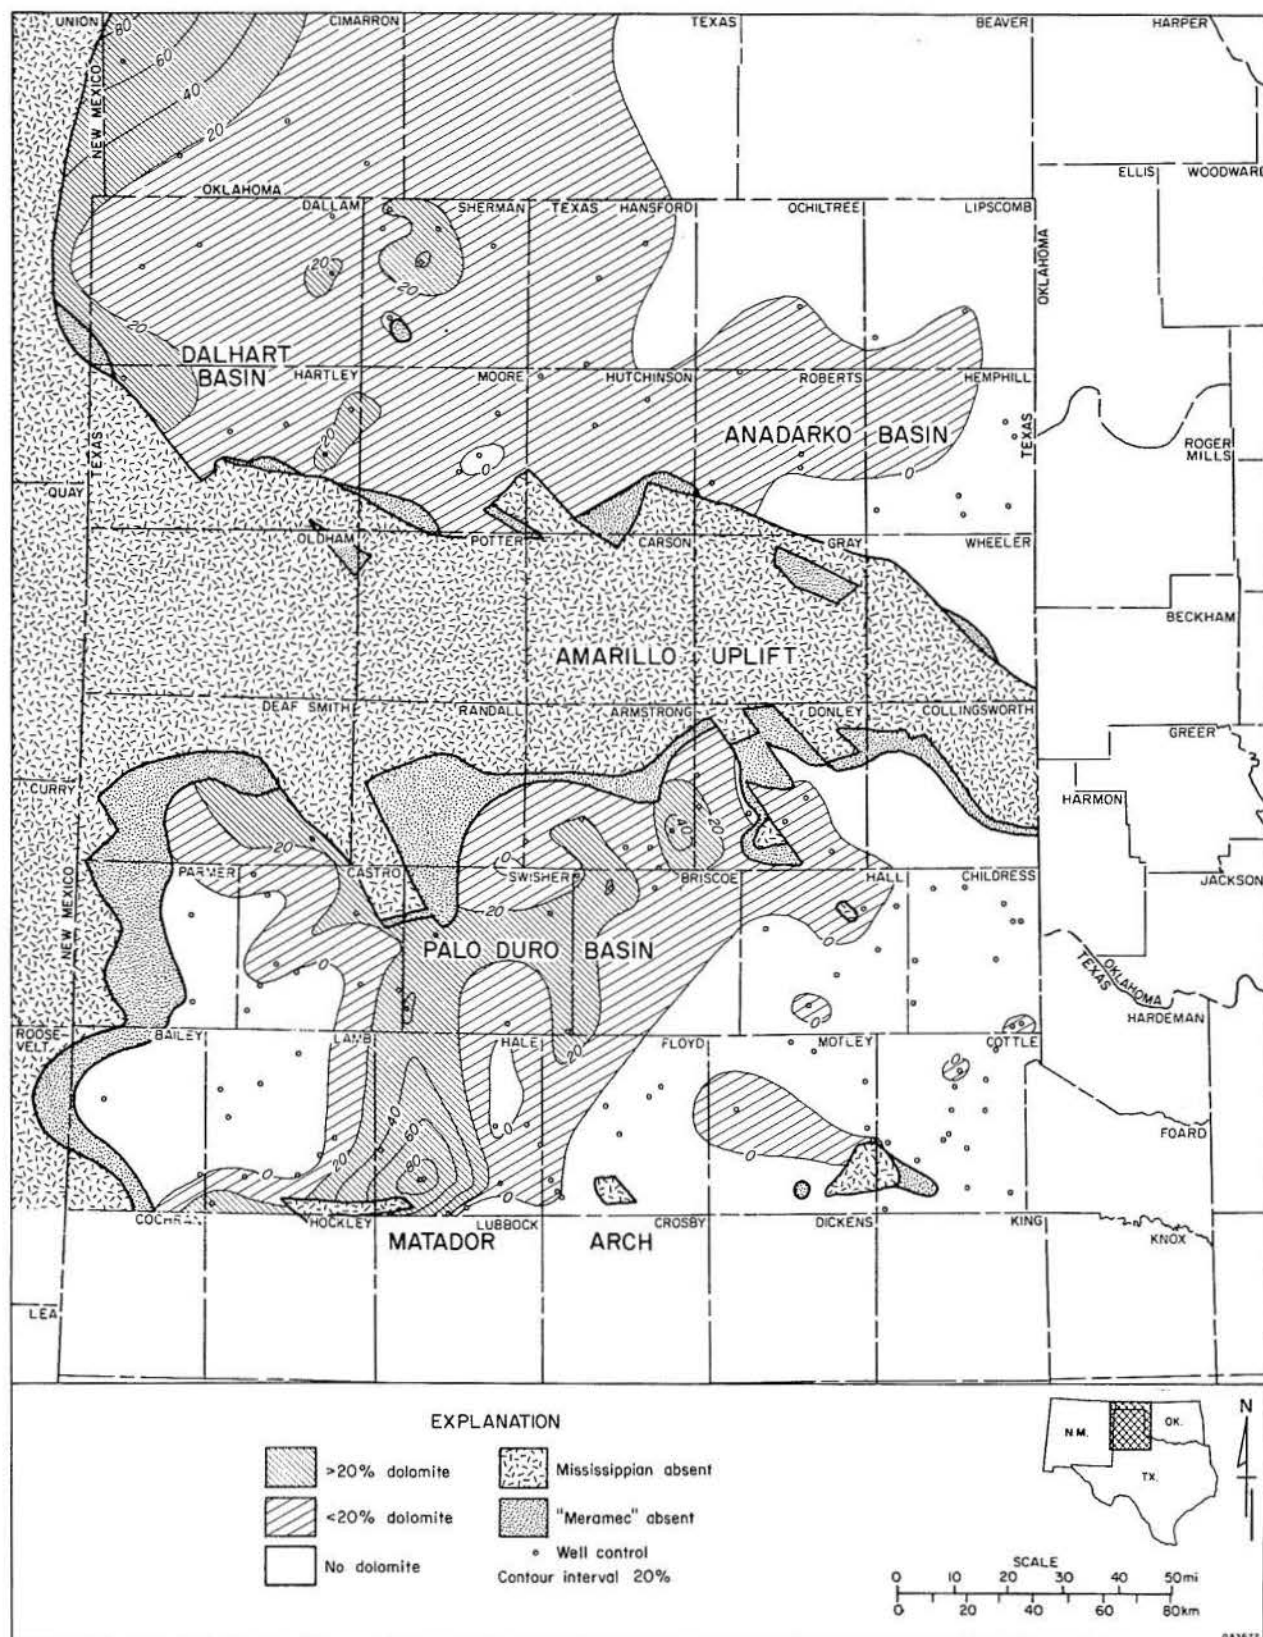 UNION
CIMARRON
TEXAS
BEAVER
HARPER
80
60
40
20
NEW MEXICO
ELLIS
WOODWARD
OKLAHOMA
DALLAM
SHERMAN
TEXAS
HANSFORD
OCHILTREE
LIPSCOMB
OKLAHOMA
20
20
20
DALHART
BASIN
HARTLEY
MOORE
HUTCHINSON
ROBERTS
HEMPHILL
TEXAS
20
0
ANADARKO BASIN
0
TEXAS
ROGER
MILLS
QUAY
OLDHAM
POTTER
CARSON
GRAY
WHEELER
BECKHAM
AMARILLO UPLIFT
DEAF SMITH
RANDALL
ARMSTRONG
DONLEY
COLLINGSWORTH
GREER
CURRY
HARMON
20
40
20
0
PARMER
CASTRO
SWISHER
BRISCOE
HALL
CHILDRESS
JACKSON
NEW MEXICO
20
0
0
PALO DURO BASIN
0
OKLAHOMA
TEXAS
HARDEMAN
ROOSE-
VELT
BAILEY
LAMB
HALE
FLOYD
MOTLEY
COTTLE
20
0
40
60
80
20
0
0
0
0
FOARD
COCHRAN
HOCKLEY
LUBBOCK
CROSBY
DICKENS
KING
KNOX
MATADOR ARCH
LEA
EXPLANATION
>20% dolomite
<20% dolomite
No dolomite
Mississippian absent
"Meramec" absent
Well control
Contour interval 20%
N.M.
OK.
TX.
N
SCALE
0 10 20 30 40 50mi
0 20 40 60 80km